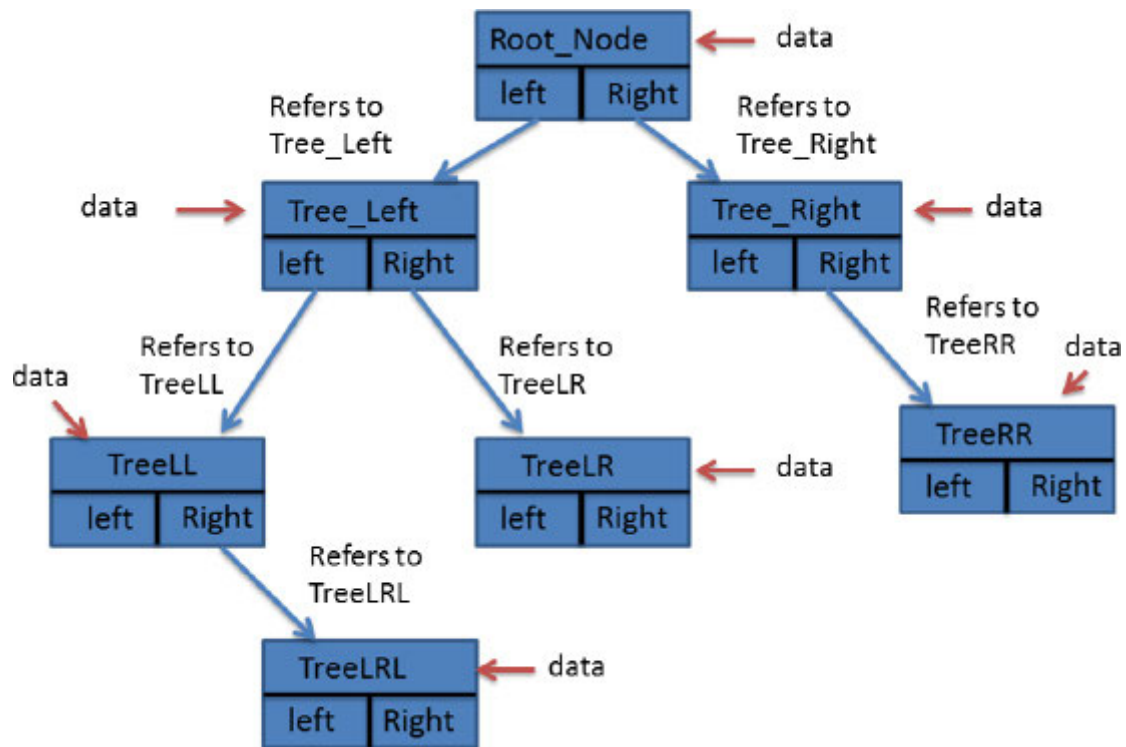 Root_Node
data
left Right
Refers to
Tree_Left
Refers to
Tree_Right
data
Tree_Left
left Right
Tree_Right
data
left Right
Refers to
TreeLL
Refers to
TreeLR
Refers to
TreeRR
data
data
TreeLL
left Right
TreeLR
data
left Right
TreeRR
left Right
Refers to
TreeLRL
TreeLRL
data
left Right